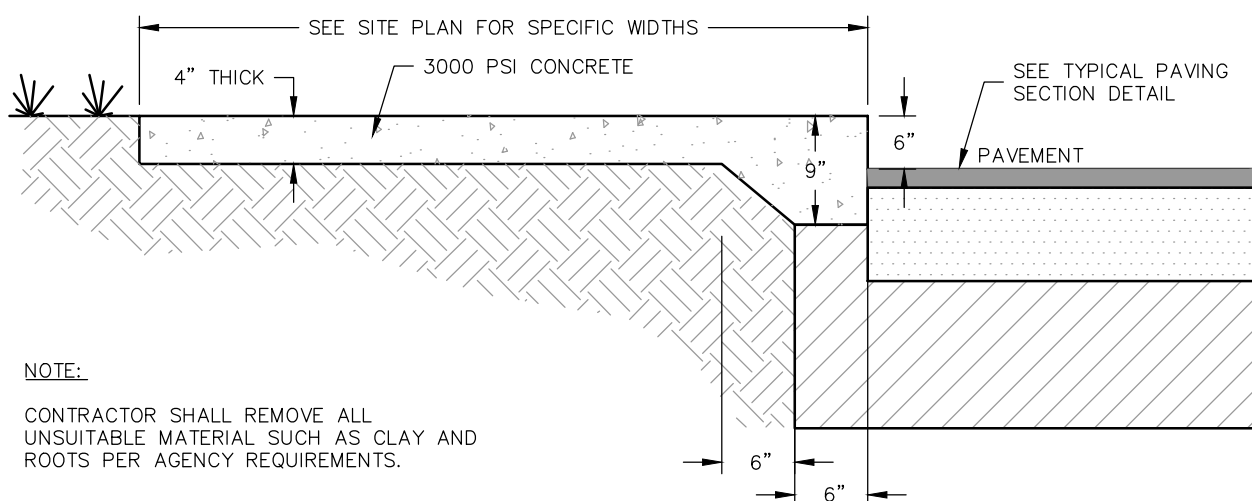 SEE SITE PLAN FOR SPECIFIC WIDTHS
4" THICK
3000 PSI CONCRETE
SEE TYPICAL PAVING
SECTION DETAIL
6"
PAVEMENT
9"
NOTE:
CONTRACTOR SHALL REMOVE ALL
UNSUITABLE MATERIAL SUCH AS CLAY AND
ROOTS PER AGENCY REQUIREMENTS.
6"
6"